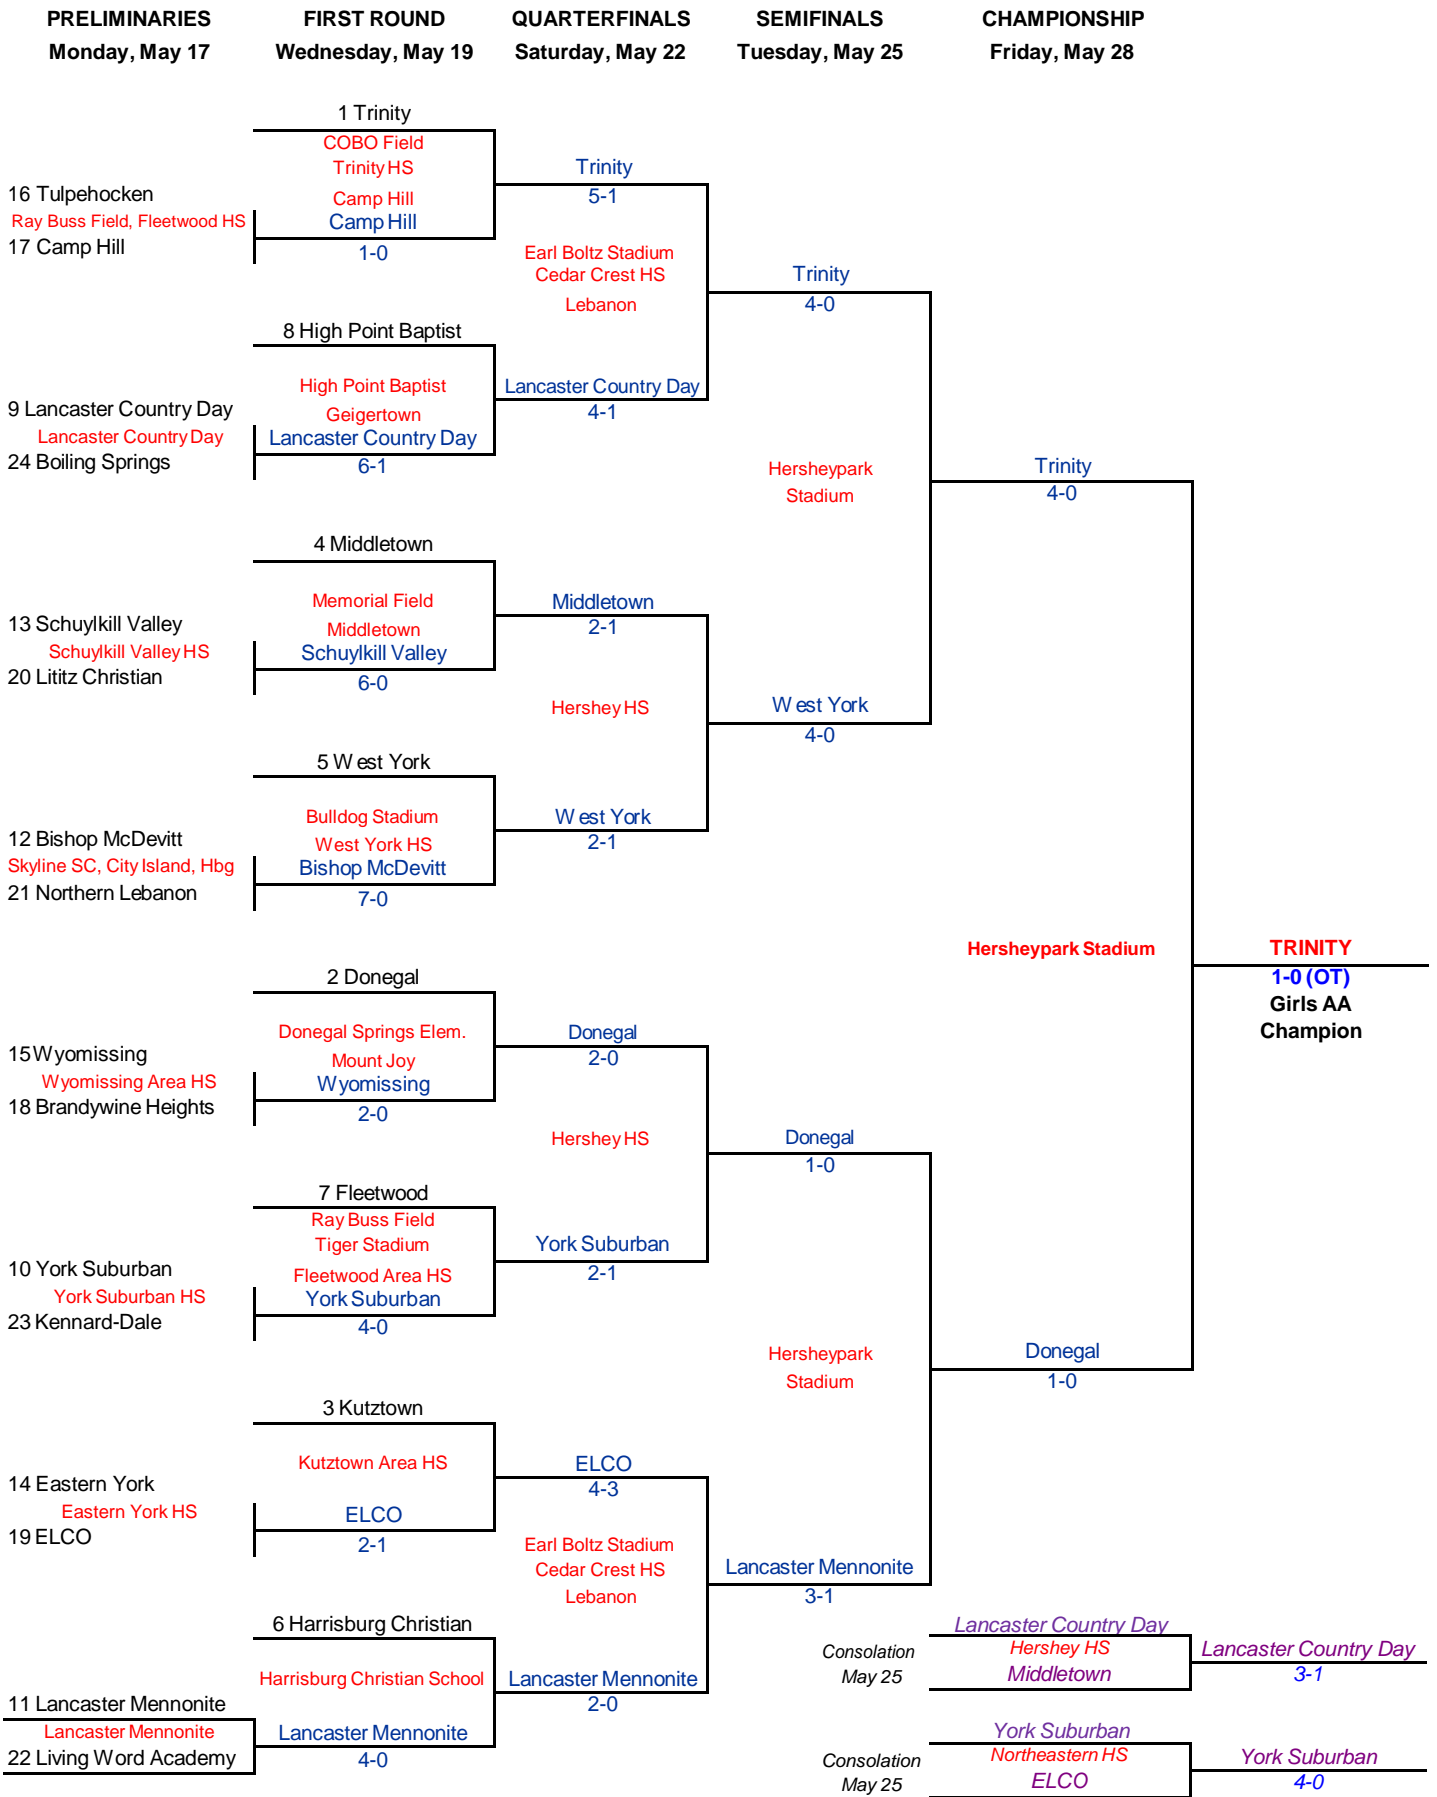 PRELIMINARIES
Monday, May 17
FIRST ROUND
Wednesday, May 19
QUARTERFINALS
Saturday, May 22
SEMIFINALS
Tuesday, May 25
CHAMPIONSHIP
Friday, May 28
16 Tulpehocken
Ray Buss Field, Fleetwood HS
17 Camp Hill
9 Lancaster Country Day
Lancaster Country Day
24 Boiling Springs
13 Schuylkill Valley
Schuylkill Valley HS
20 Lititz Christian
12 Bishop McDevitt
Skyline SC, City Island, Hbg
21 Northern Lebanon
15 Wyomissing
Wyomissing Area HS
18 Brandywine Heights
10 York Suburban
York Suburban HS
23 Kennard-Dale
14 Eastern York
Eastern York HS
19 ELCO
11 Lancaster Mennonite
Lancaster Mennonite
22 Living Word Academy
1 Trinity
COBO Field
Trinity HS
Camp Hill
Camp Hill
1-0
8 High Point Baptist
High Point Baptist
Geigertown
Lancaster Country Day
6-1
4 Middletown
Memorial Field
Middletown
Schuylkill Valley
6-0
5 West York
Bulldog Stadium
West York HS
Bishop McDevitt
7-0
2 Donegal
Donegal Springs Elem.
Mount Joy
Wyomissing
2-0
7 Fleetwood
Ray Buss Field
Tiger Stadium
Fleetwood Area HS
York Suburban
4-0
3 Kutztown
Kutztown Area HS
ELCO
2-1
6 Harrisburg Christian
Harrisburg Christian School
Lancaster Mennonite
4-0
Trinity
5-1
Earl Boltz Stadium
Cedar Crest HS
Lebanon
Lancaster Country Day
4-1
Middletown
2-1
Hershey HS
West York
2-1
Donegal
2-0
Hershey HS
York Suburban
2-1
ELCO
4-3
Earl Boltz Stadium
Cedar Crest HS
Lebanon
Lancaster Mennonite
2-0
Trinity
4-0
Hersheypark
Stadium
West York
4-0
Donegal
1-0
Hersheypark
Stadium
Lancaster Mennonite
3-1
Trinity
4-0
Hersheypark Stadium
Donegal
1-0
TRINITY
1-0 (OT)
Girls AA
Champion
Consolation
May 25
Lancaster Country Day
Hershey HS
Middletown
Lancaster Country Day
3-1
Consolation
May 25
York Suburban
Northeastern HS
ELCO
York Suburban
4-0